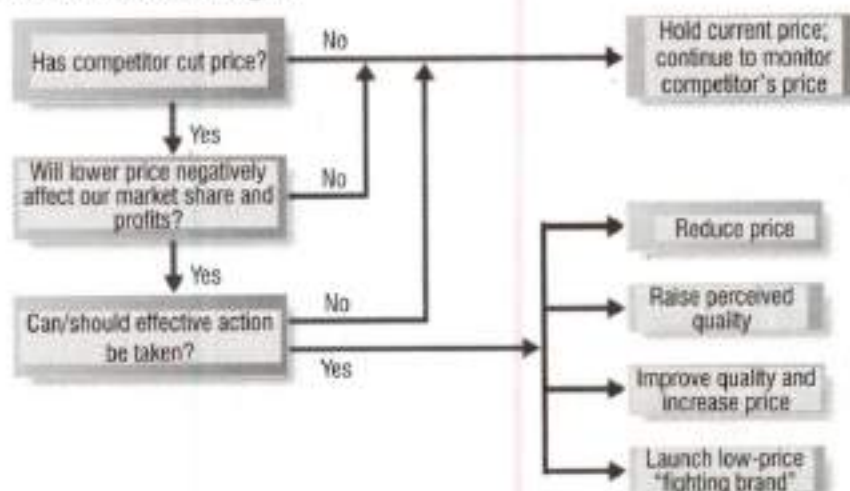 Has competitor cut price?
No
Hold current price;
continue to monitor
competitor's price
Yes
Will lower price negatively
affect our market share and
profits?
No
Yes
Can/should effective action
be taken?
No
Yes
Reduce price
Raise perceived
quality
Improve quality and
increase price
Launch low-price
"fighting brand"